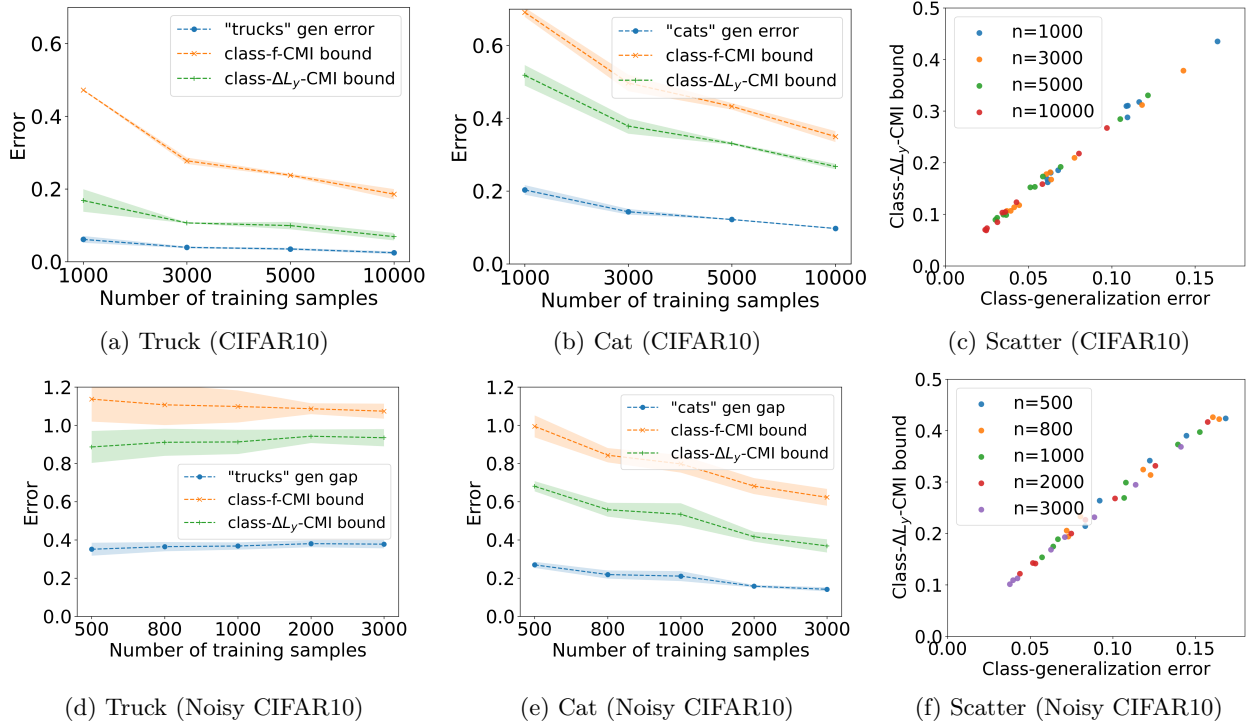 "trucks" gen error
class-f-CMI bound
class-ΔL_y-CMI bound
Error
0.6
0.4
0.2
0.0
1000 3000 5000 10000
Number of training samples
(a) Truck (CIFAR10)
"cats" gen error
class-f-CMI bound
class-ΔL_y-CMI bound
Error
0.6
0.4
0.2
0.0
1000 3000 5000 10000
Number of training samples
(b) Cat (CIFAR10)
n=1000
n=3000
n=5000
n=10000
Class-ΔL_y-CMI bound
0.5
0.4
0.3
0.2
0.1
0.0
0.00 0.05 0.10 0.15
Class-generalization error
(c) Scatter (CIFAR10)
"trucks" gen gap
class-f-CMI bound
class-ΔL_y-CMI bound
Error
1.2
1.0
0.8
0.6
0.4
0.2
0.0
500 800 1000 2000 3000
Number of training samples
(d) Truck (Noisy CIFAR10)
"cats" gen gap
class-f-CMI bound
class-ΔL_y-CMI bound
Error
1.2
1.0
0.8
0.6
0.4
0.2
0.0
500 800 1000 2000 3000
Number of training samples
(e) Cat (Noisy CIFAR10)
n=500
n=800
n=1000
n=2000
n=3000
Class-ΔL_y-CMI bound
0.5
0.4
0.3
0.2
0.1
0.0
0.00 0.05 0.10 0.15
Class-generalization error
(f) Scatter (Noisy CIFAR10)